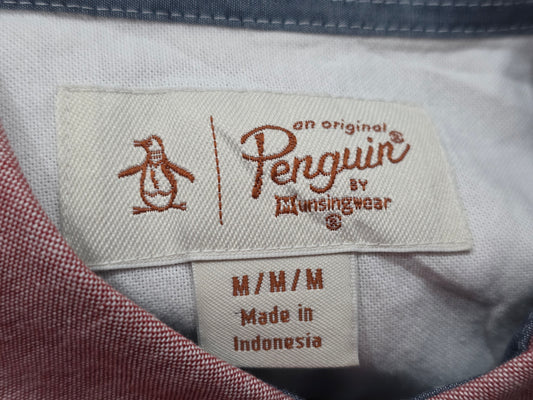 an original
Penguin®
BY
Munsingwear
®
M/M/M
Made in
Indonesia